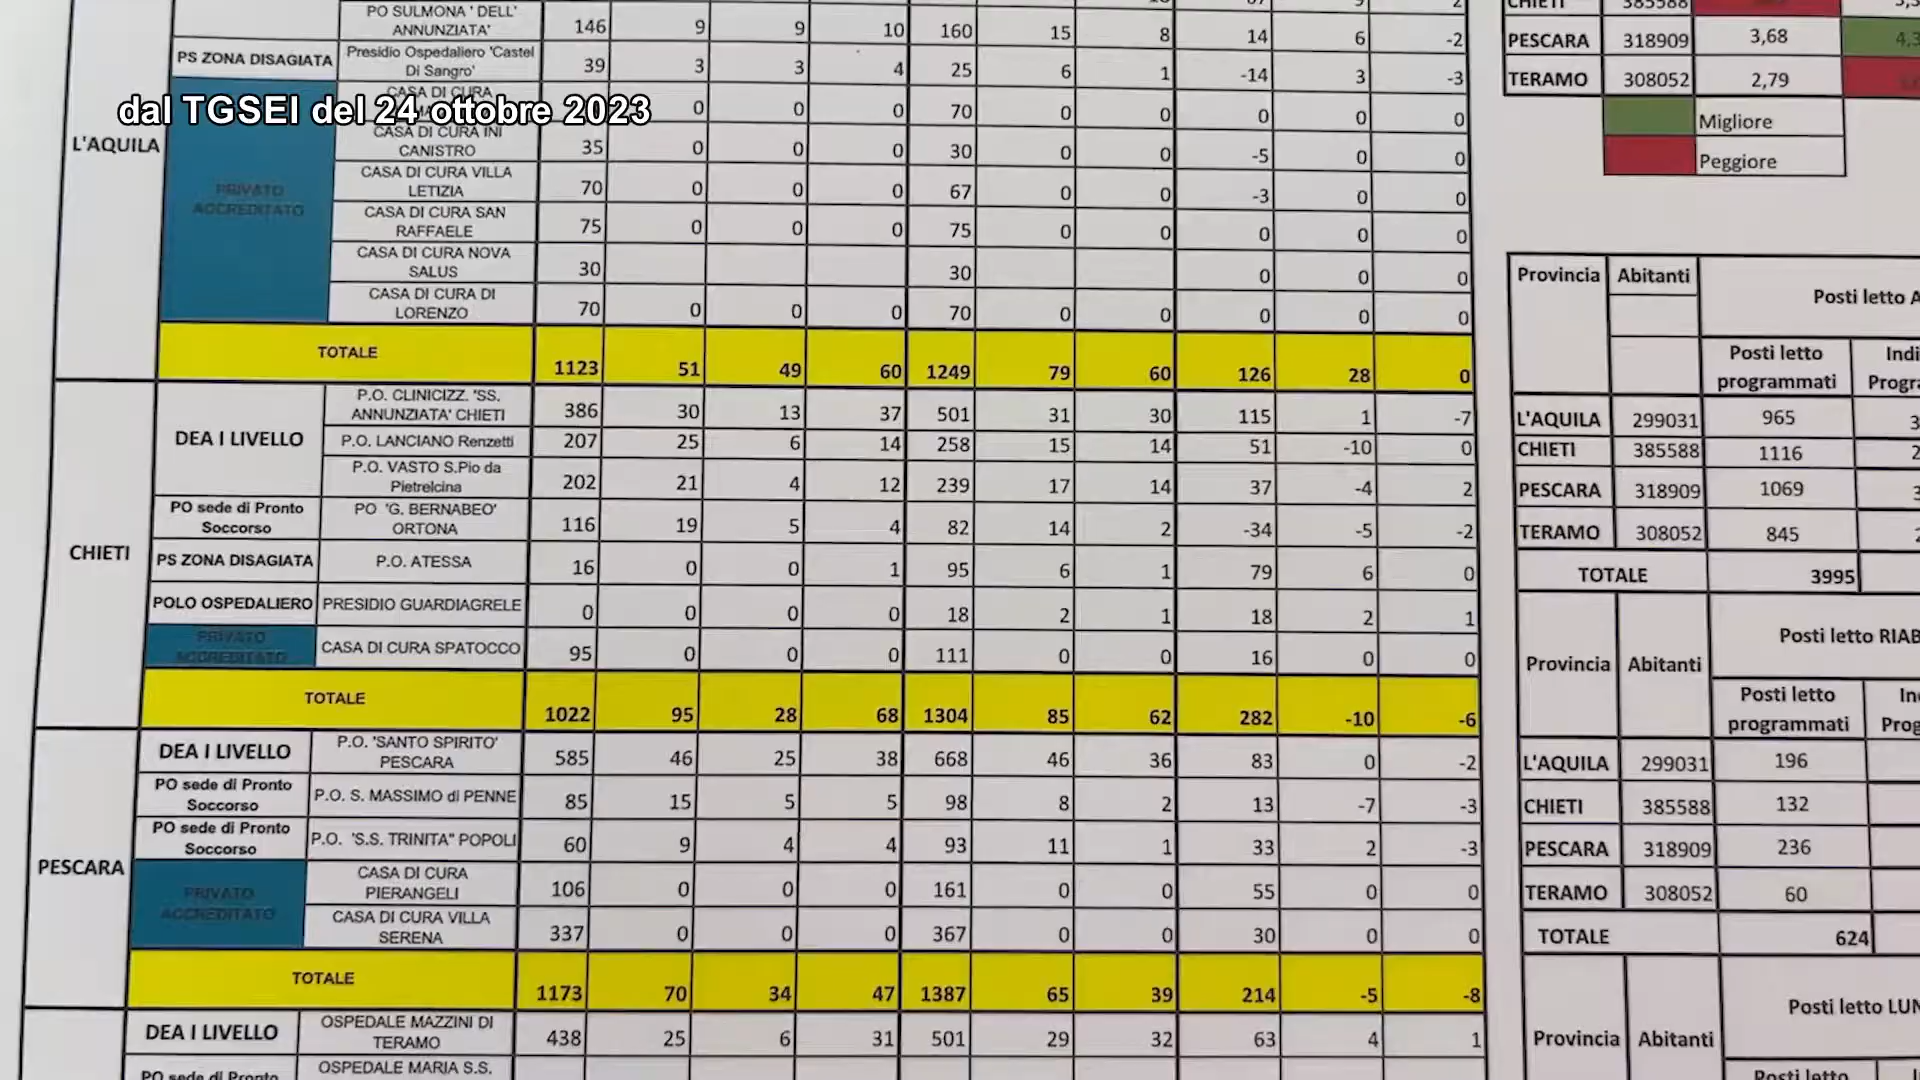 dal TGSEI del 24 ottobre 2023
PO SULMONA ' DELL' ANNUNZIATA' 146 9 9 10 160 15 8 14 6 -2
PS ZONA DISAGIATA Presidio Ospedaliero 'Castel Di Sangro' 39 3 3 4 25 6 1 -14 3 -3
L'AQUILA
PRIVATO ACCREDITATO
CASA DI CURA 0 0 0 70 0 0 0 0 0
CASA DI CURA INI CANISTRO 35 0 0 0 30 0 0 -5 0 0
CASA DI CURA VILLA LETIZIA 70 0 0 0 67 0 0 -3 0 0
CASA DI CURA SAN RAFFAELE 75 0 0 0 75 0 0 0 0
CASA DI CURA NOVA SALUS 30 30 0 0 0
CASA DI CURA DI LORENZO 70 0 0 0 70 0 0 0 0 0
TOTALE 1123 51 49 60 1249 79 60 126 28 0
CHIETI
DEA I LIVELLO
P.O. CLINICIZZ. 'SS. ANNUNZIATA' CHIETI 386 30 13 37 501 31 30 115 1 -7
P.O. LANCIANO Renzetti 207 25 6 14 258 15 14 51 -10 0
P.O. VASTO S.Pio da Pietrelcina 202 21 4 12 239 17 14 37 -4 2
PO sede di Pronto Soccorso PO 'G. BERNABEO' ORTONA 116 19 5 4 82 14 2 -34 -5 -2
PS ZONA DISAGIATA P.O. ATESSA 16 0 0 1 95 6 1 79 6 0
POLO OSPEDALIERO PRESIDIO GUARDIAGRELE 0 0 0 0 18 2 1 18 2 1
PRIVATO ACCREDITATO CASA DI CURA SPATOCCO 95 0 0 0 111 0 0 16 0 0
TOTALE 1022 95 28 68 1304 85 62 282 -10 -6
PESCARA
DEA I LIVELLO P.O. 'SANTO SPIRITO' PESCARA 585 46 25 38 668 46 36 83 0 -2
PO sede di Pronto Soccorso P.O. S. MASSIMO di PENNE 85 15 5 5 98 8 2 13 -7 -3
PO sede di Pronto Soccorso P.O. 'S.S. TRINITA" POPOLI 60 9 4 4 93 11 1 33 2 -3
PRIVATO ACCREDITATO
CASA DI CURA PIERANGELI 106 0 0 0 161 0 0 55 0 0
CASA DI CURA VILLA SERENA 337 0 0 0 367 0 0 30 0 0
TOTALE 1173 70 34 47 1387 65 39 214 -5 -8
DEA I LIVELLO OSPEDALE MAZZINI DI TERAMO 438 25 6 31 501 29 32 63 4 1
PO sede di Pronto OSPEDALE MARIA S.S.
CHIETI 385588
PESCARA 318909 3,68
TERAMO 308052 2,79
Migliore
Peggiore
Provincia Abitanti Posti letto
Posti letto programmati
L'AQUILA 299031 965
CHIETI 385588 1116
PESCARA 318909 1069
TERAMO 308052 845
TOTALE 3995
Provincia Abitanti Posti letto RIAB
Posti letto programmati
L'AQUILA 299031 196
CHIETI 385588 132
PESCARA 318909 236
TERAMO 308052 60
TOTALE 624
Provincia Abitanti Posti letto LUN
Posti letto